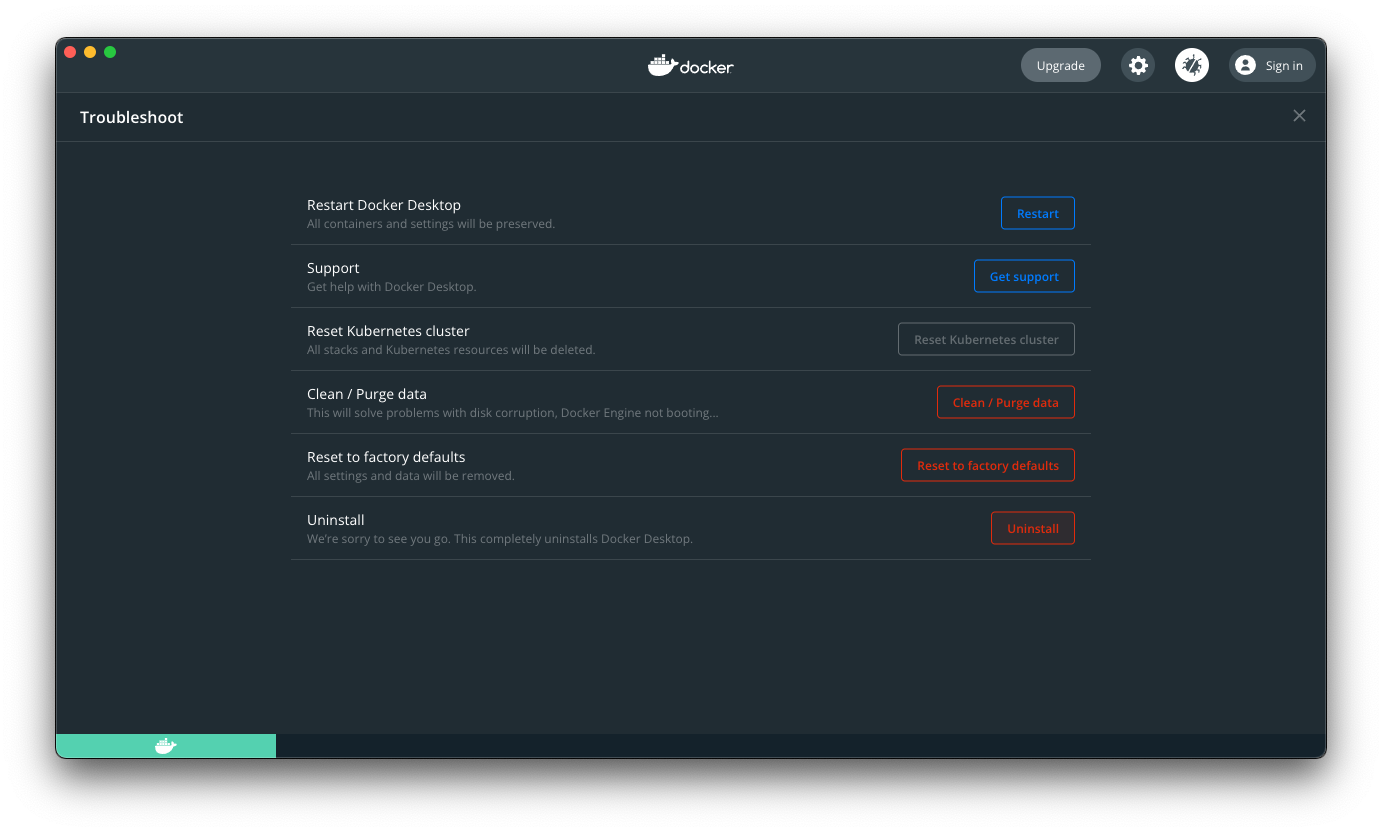 docker
Upgrade
Sign in
Troubleshoot
Restart Docker Desktop
All containers and settings will be preserved.
Restart
Support
Get help with Docker Desktop.
Get support
Reset Kubernetes cluster
All stacks and Kubernetes resources will be deleted.
Reset Kubernetes cluster
Clean / Purge data
This will solve problems with disk corruption, Docker Engine not booting...
Clean / Purge data
Reset to factory defaults
All settings and data will be removed.
Reset to factory defaults
Uninstall
We're sorry to see you go. This completely uninstalls Docker Desktop.
Uninstall